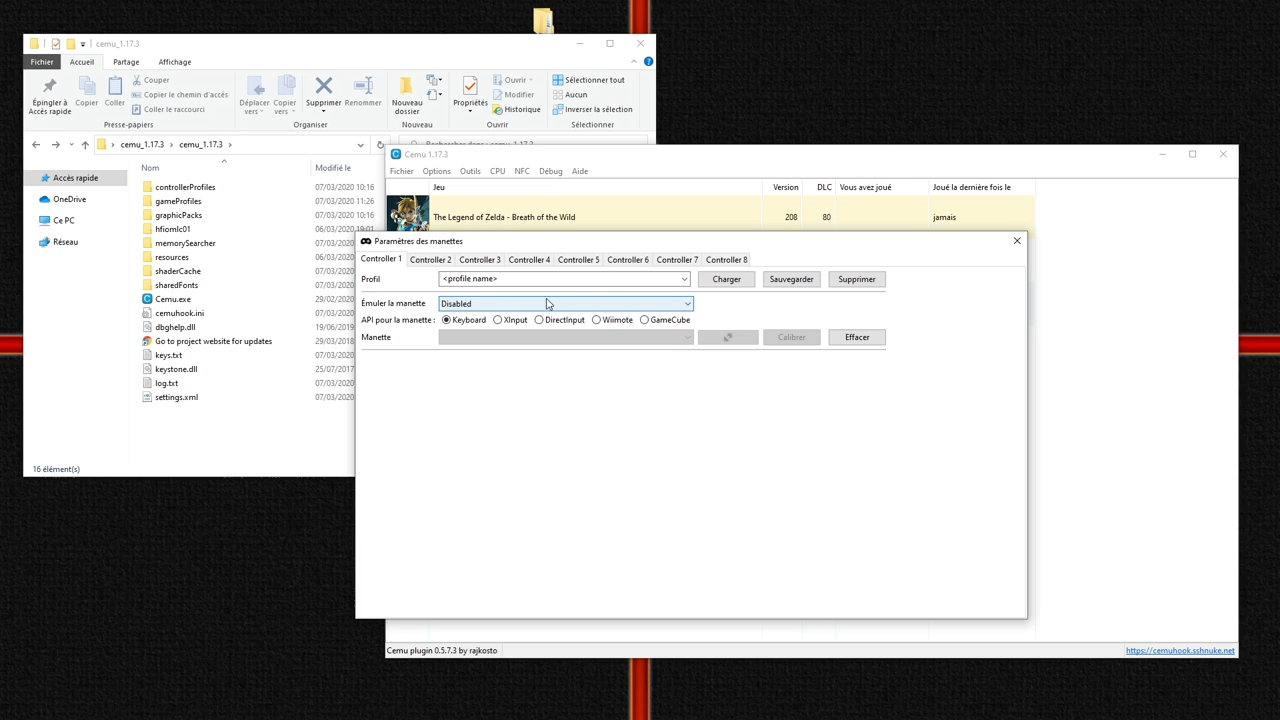 cemu_1.17.3
Fichier Accueil Partage Affichage
Épingler à Accès rapide
Copier
Coller
Couper
Copier le chemin d'accès
Coller le raccourci
Déplacer vers
Copier vers
Supprimer
Renommer
Nouveau dossier
Propriétés
Ouvrir
Modifier
Historique
Sélectionner tout
Aucun
Inverser la sélection
Presse-papiers Organiser Nouveau Ouvrir Sélectionner
cemu_1.17.3 > cemu_1.17.3 >
Nom Modifié le
Accès rapide
OneDrive
Ce PC
Réseau
controllerProfiles 07/03/2020 10:16
gameProfiles 07/03/2020 11:26
graphicPacks 07/03/2020 10:16
hfiomlc01 06/03/2020 19:01
memorySearcher 07/03/2020
resources 07/03/2020
shaderCache 07/03/2020
sharedFonts 07/03/2020
Cemu.exe 29/02/2020
cemuhook.ini 07/03/2020
dbghelp.dll 19/06/2019
Go to project website for updates 29/03/2018
keys.txt 07/03/2020
keystone.dll 25/07/2017
log.txt 07/03/2020
settings.xml 07/03/2020
16 élément(s)
Cemu 1.17.3
Fichier Options Outils CPU NFC Débug Aide
Jeu Version DLC Vous avez joué Joué la dernière fois le
The Legend of Zelda - Breath of the Wild 208 80 jamais
Paramètres des manettes
Controller 1 Controller 2 Controller 3 Controller 4 Controller 5 Controller 6 Controller 7 Controller 8
Profil <profile name> Charger Sauvegarder Supprimer
Émuler la manette Disabled
API pour la manette : Keyboard XInput DirectInput Wiimote GameCube
Manette Calibrer Effacer
Cemu plugin 0.5.7.3 by rajkosto https://cemuhook.sshnuke.net